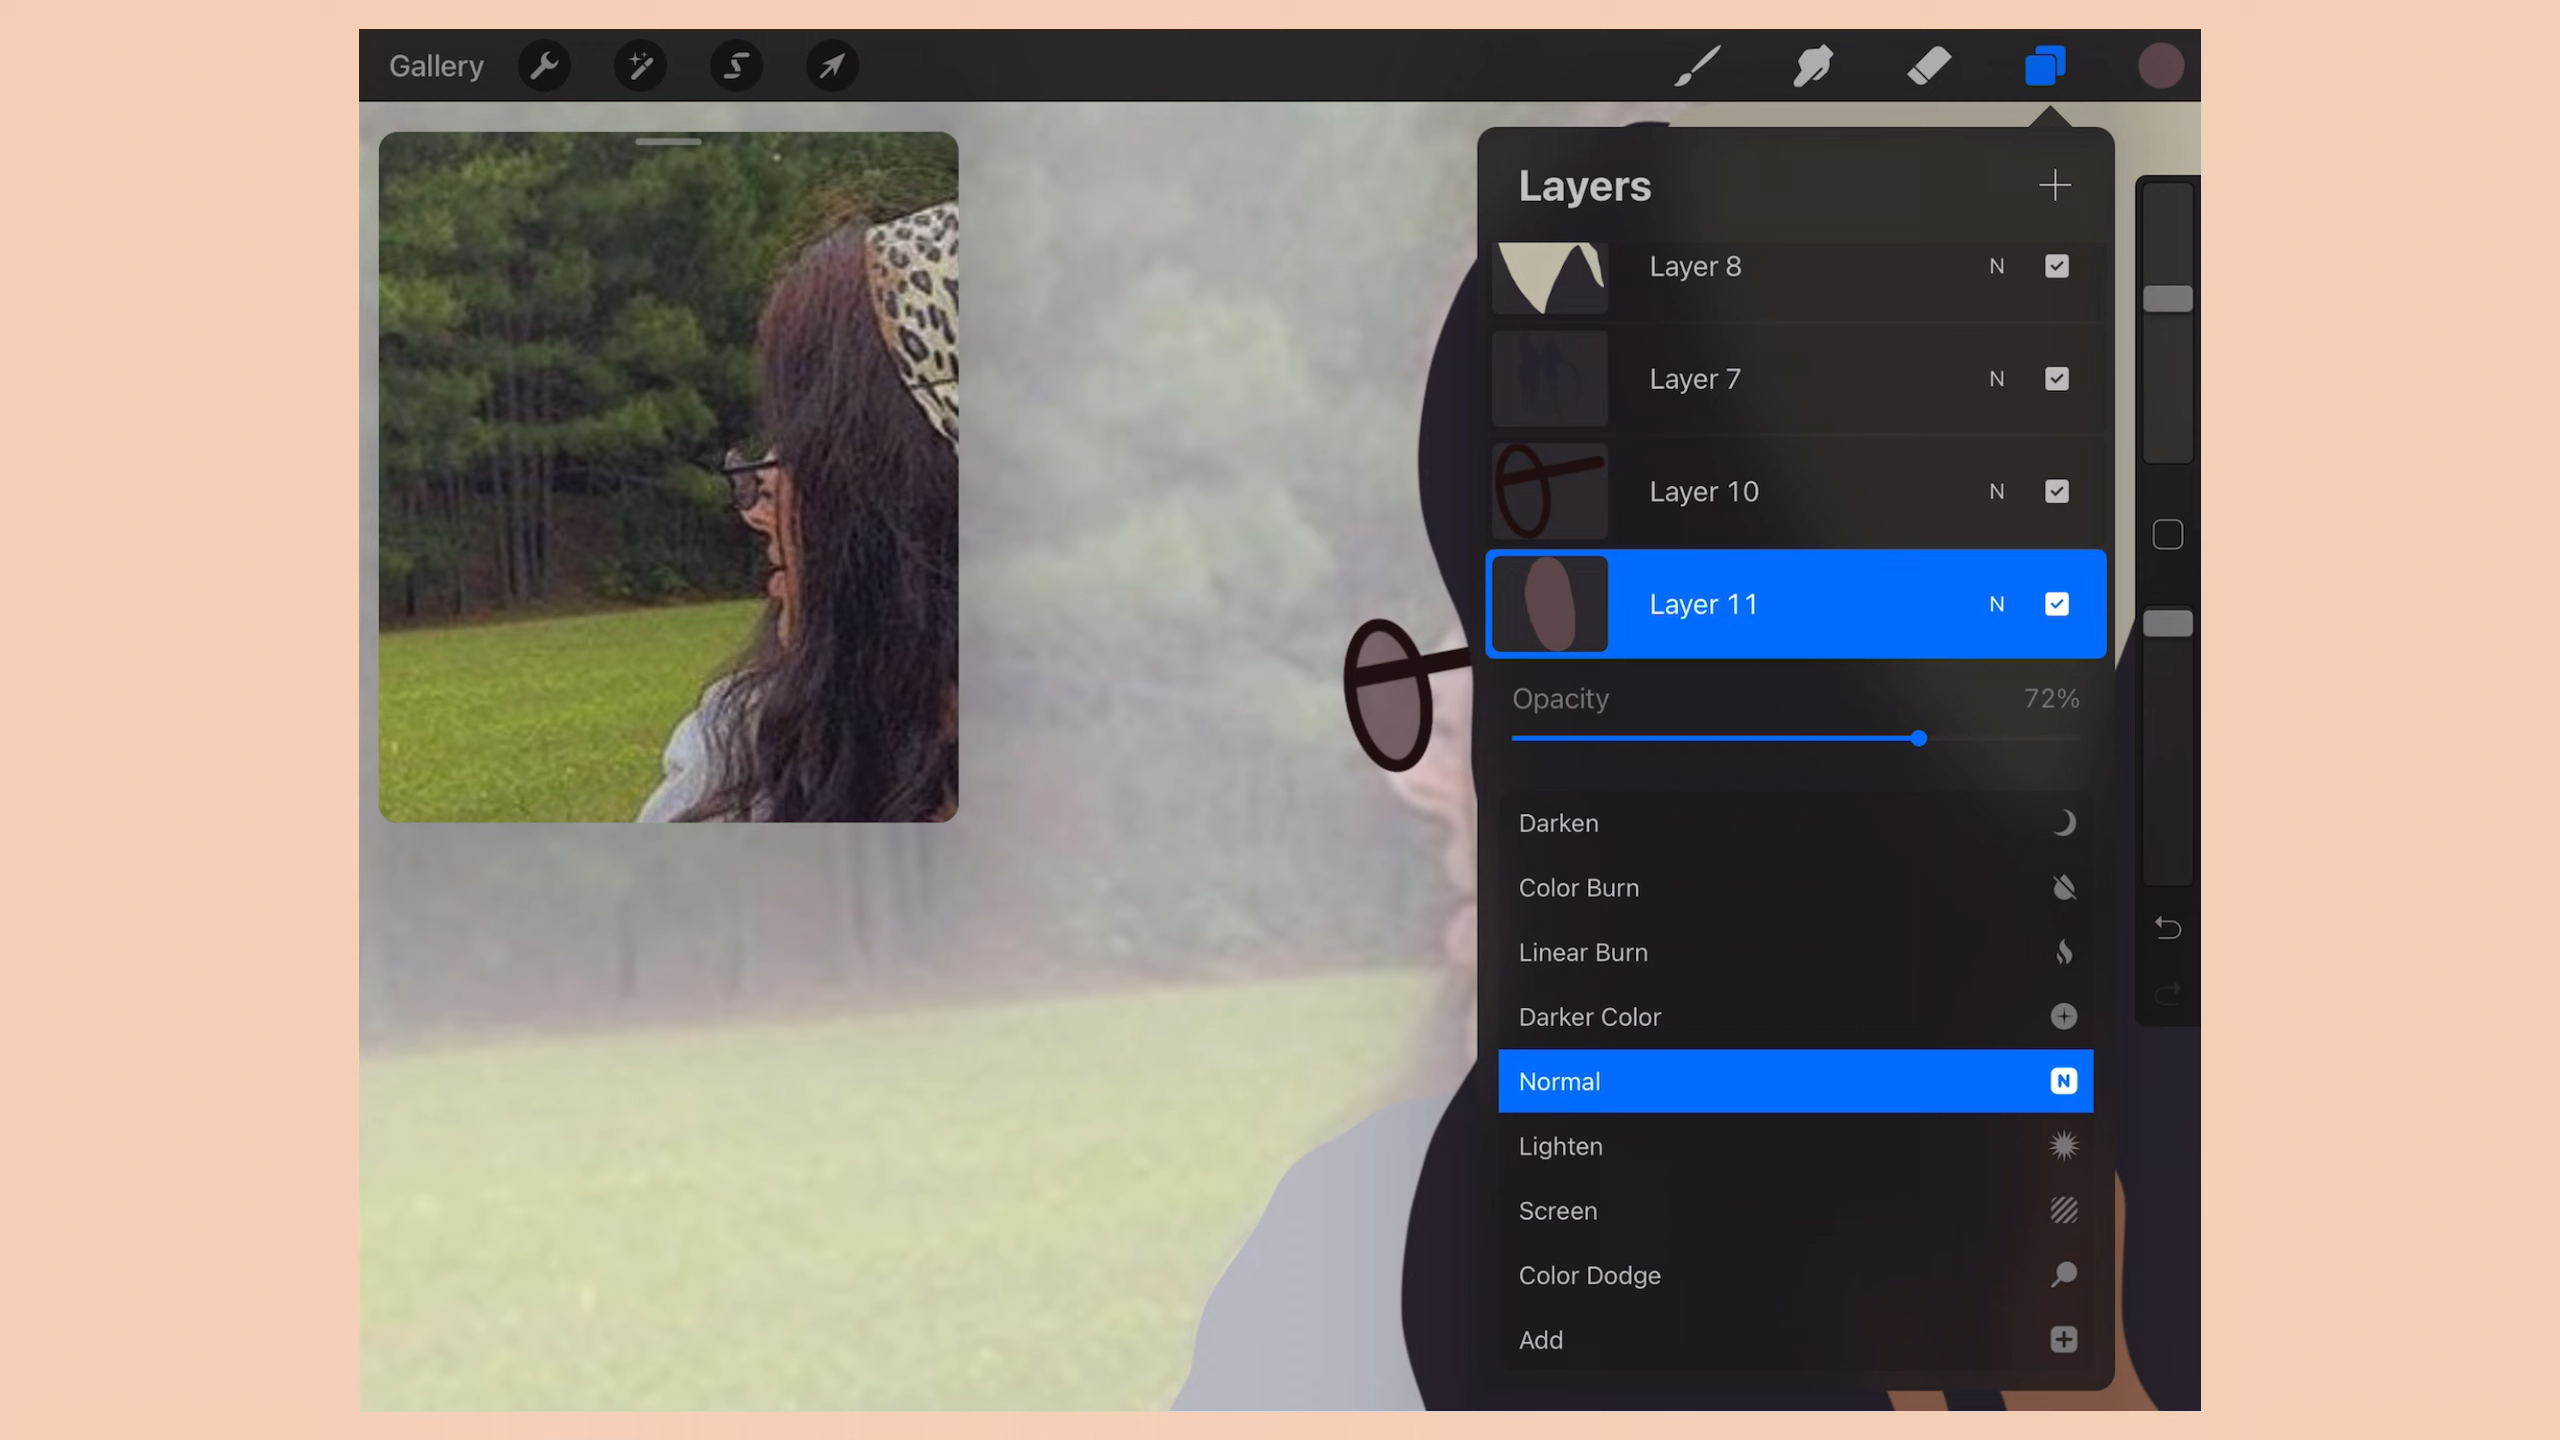 Gallery
Layers
Layer 8 N
Layer 7 N
Layer 10 N
Layer 11 N
Opacity 72%
Darken
Color Burn
Linear Burn
Darker Color
Normal N
Lighten
Screen
Color Dodge
Add